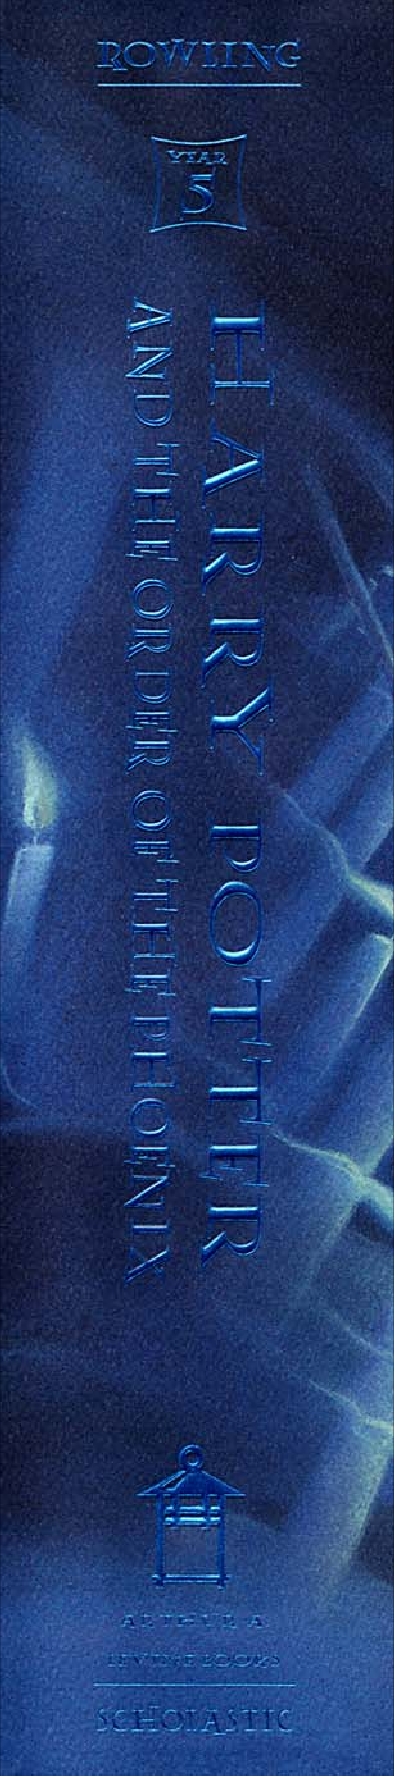 ROWLING
YEAR
5
HARRY POTTER
AND THE ORDER OF THE PHOENIX
ARTHUR A.
LEVINE BOOKS
SCHOLASTIC